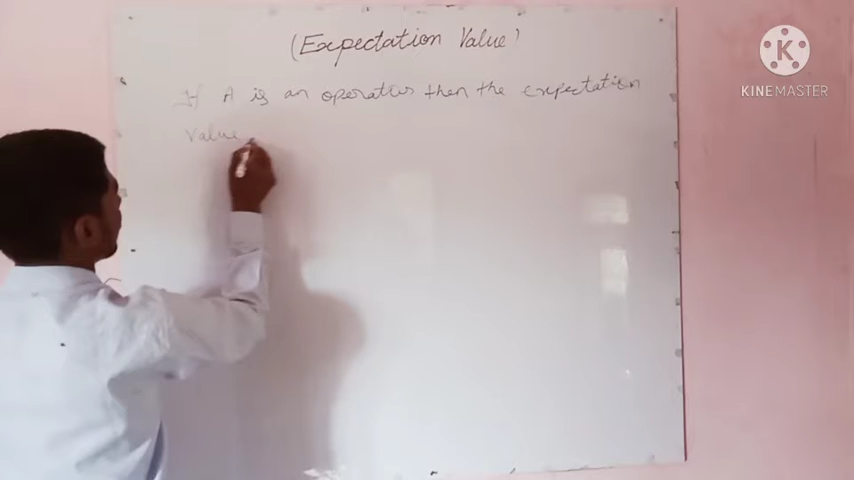 (Expectation Value)
If A is an operator then the expectation
value
K
KINEMASTER